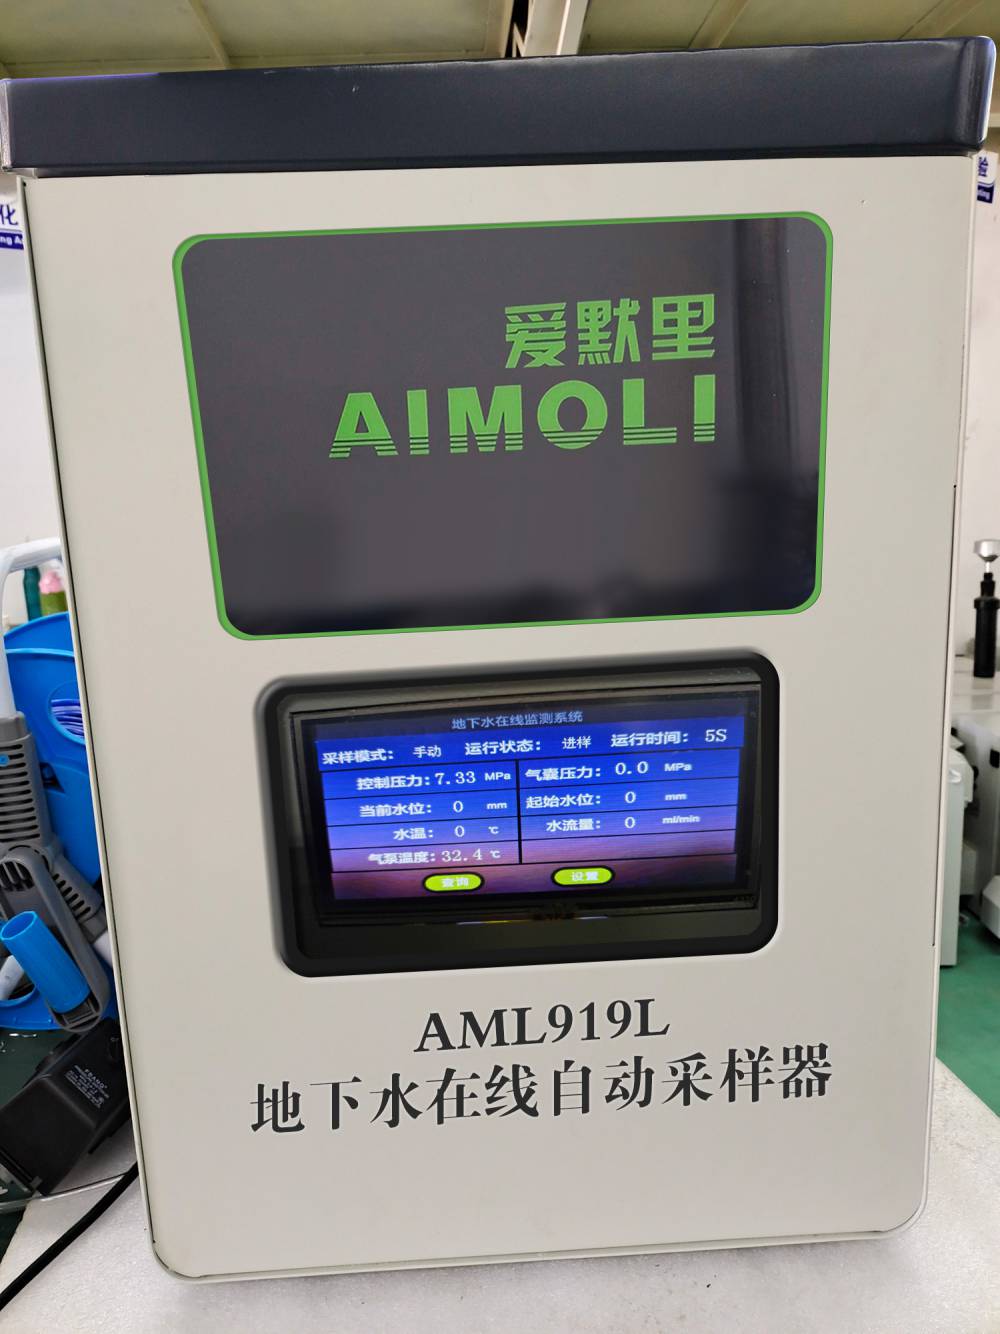 化
验
爱默里
AIMOLI
地下水在线监测系统
采样模式： 手动 运行状态： 进样 运行时间： 5S
控制压力：7.33 MPa 气囊压力：0.0 MPa
当前水位： 0 mm 起始水位： 0 mm
水温： 0 ℃ 水流量： 0 ml/min
气泵温度：32.4 ℃
查询 设置
AML919L
地下水在线自动采样器